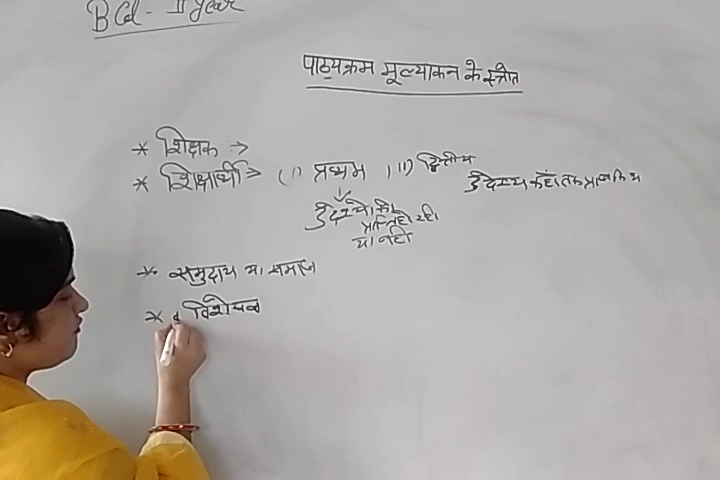 B Ed - II year
पाठ्यक्रम मूल्यांकन के स्त्रोत
* शिक्षक →
* शिक्षार्थी → (i) प्रथम , ii) द्वितीय
उद्देश्य कहाँ तक प्राप्त किये
उद्देश्यों की
प्राप्ति हो रही
या नहीं
* समुदाय या समाज
* विशेषज्ञ